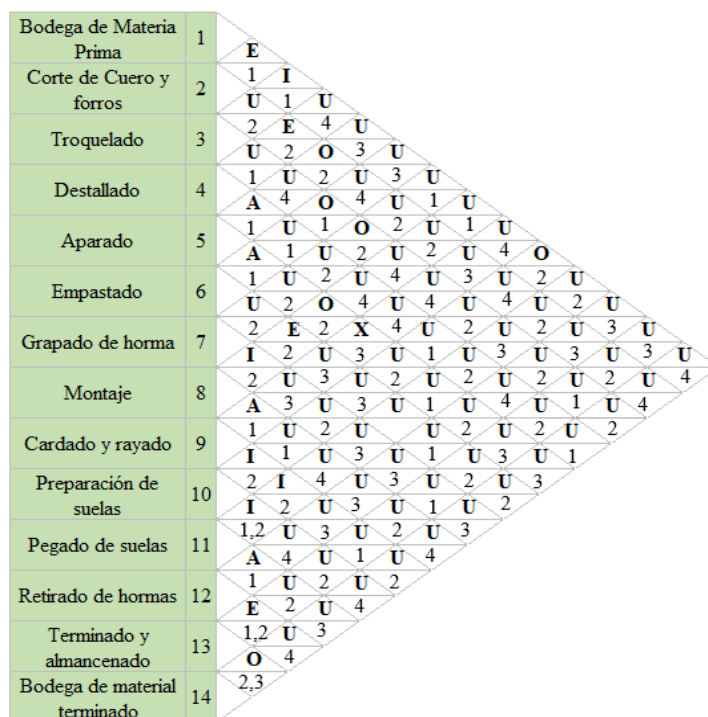 Bodega de Materia
Prima
1
Corte de Cuero y
forros
2
Troquelado 3
Destallado 4
Aparado 5
Empastado 6
Grapado de horma 7
Montaje 8
Cardado y rayado 9
Preparación de
suelas
10
Pegado de suelas 11
Retirado de hormas 12
Terminado y
almancenado
13
Bodega de material
terminado
14
E
1 I
U 1 U
2 E 4 U
U 2 O 3 U
1 U 2 U 3 U
A 4 O 4 U 1 U
1 U 1 O 2 U 1 U
A 1 U 2 U 2 U 4 O
1 U 2 U 4 U 3 U 2 U
U 2 O 4 U 4 U 4 U 2 U
2 E 2 X 4 U 2 U 2 U 3 U
I 2 U 3 U 1 U 3 U 3 U 3 U
2 U 3 U 2 U 2 U 2 U 2 U 4
A 3 U 3 U 1 U 4 U 1 U 4
1 U 2 U U 2 U 2 U 2
I 1 U 3 U 1 U 3 U 1
2 I 4 U 3 U 2 U 3
I 2 U 3 U 1 U 2
1,2 U 3 U 2 U 3
A 4 U 1 U 4
1 U 2 U 2
E 2 U 4
1,2 U 3
O 4
2,3